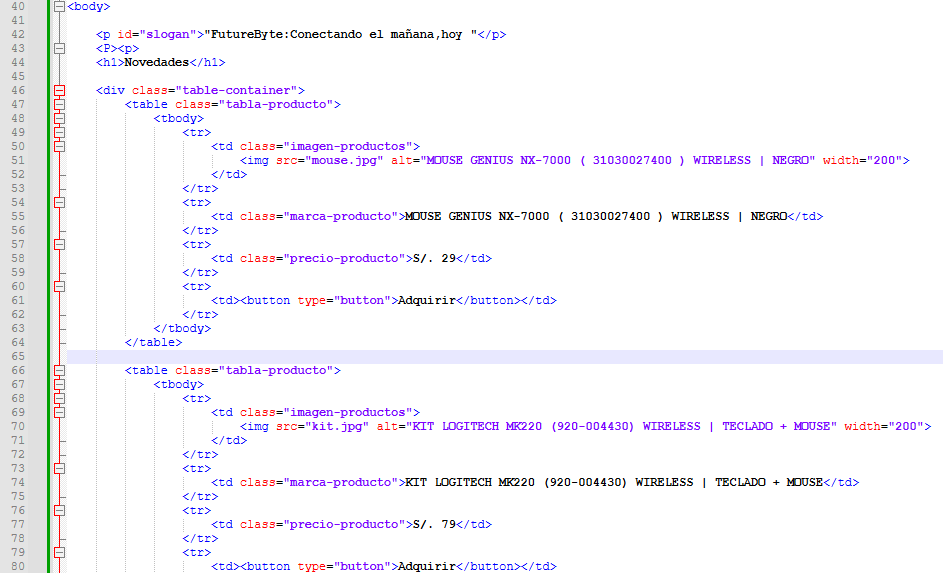 40 <body>
41
42 <p id="slogan">"FutureByte:Conectando el mañana,hoy "</p>
43 <P><p>
44 <h1>Novedades</h1>
45
46 <div class="table-container">
47 <table class="tabla-producto">
48 <tbody>
49 <tr>
50 <td class="imagen-productos">
51 <img src="mouse.jpg" alt="MOUSE GENIUS NX-7000 ( 31030027400 ) WIRELESS | NEGRO" width="200">
52 </td>
53 </tr>
54 <tr>
55 <td class="marca-producto">MOUSE GENIUS NX-7000 ( 31030027400 ) WIRELESS | NEGRO</td>
56 </tr>
57 <tr>
58 <td class="precio-producto">S/. 29</td>
59 </tr>
60 <tr>
61 <td><button type="button">Adquirir</button></td>
62 </tr>
63 </tbody>
64 </table>
65
66 <table class="tabla-producto">
67 <tbody>
68 <tr>
69 <td class="imagen-productos">
70 <img src="kit.jpg" alt="KIT LOGITECH MK220 (920-004430) WIRELESS | TECLADO + MOUSE" width="200">
71 </td>
72 </tr>
73 <tr>
74 <td class="marca-producto">KIT LOGITECH MK220 (920-004430) WIRELESS | TECLADO + MOUSE</td>
75 </tr>
76 <tr>
77 <td class="precio-producto">S/. 79</td>
78 </tr>
79 <tr>
80 <td><button type="button">Adquirir</button></td>